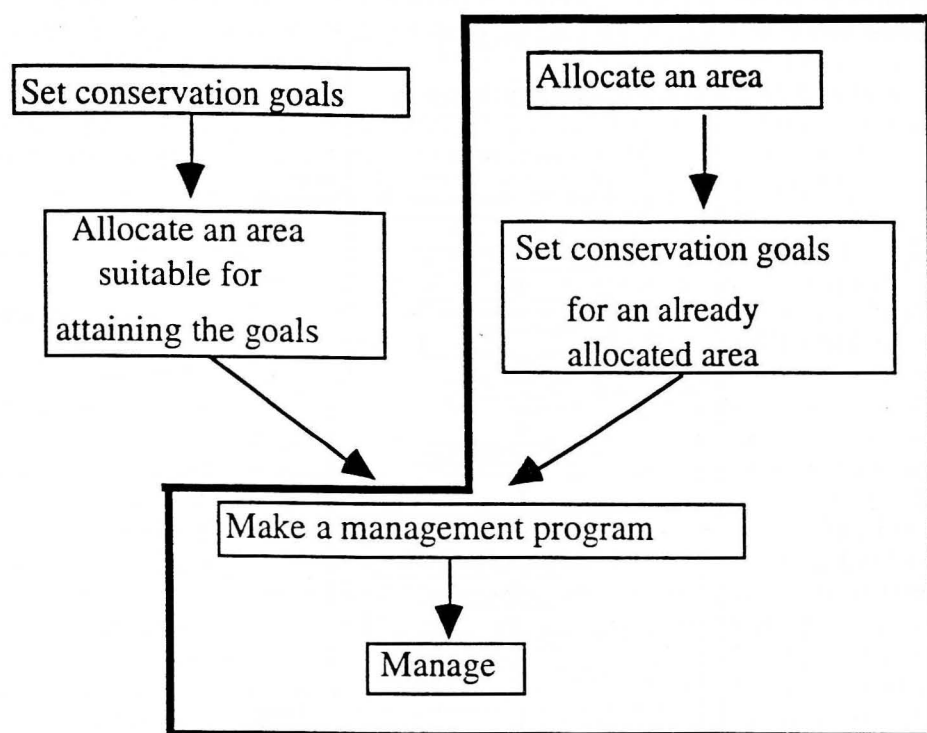 Set conservation goals
Allocate an area
suitable for
attaining the goals
Allocate an area
Set conservation goals
for an already
allocated area
Make a management program
Manage